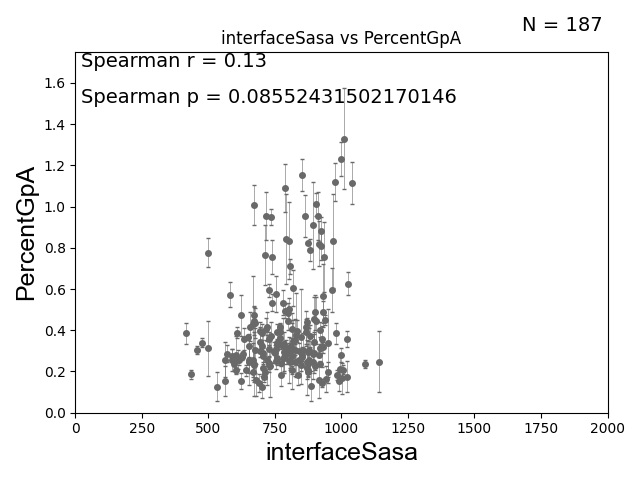 N = 187
interfaceSasa vs PercentGpA
Spearman r = 0.13
Spearman p = 0.08552431502170146
PercentGpA
1.6
1.4
1.2
1.0
0.8
0.6
0.4
0.2
0.0
0 250 500 750 1000 1250 1500 1750 2000
interfaceSasa